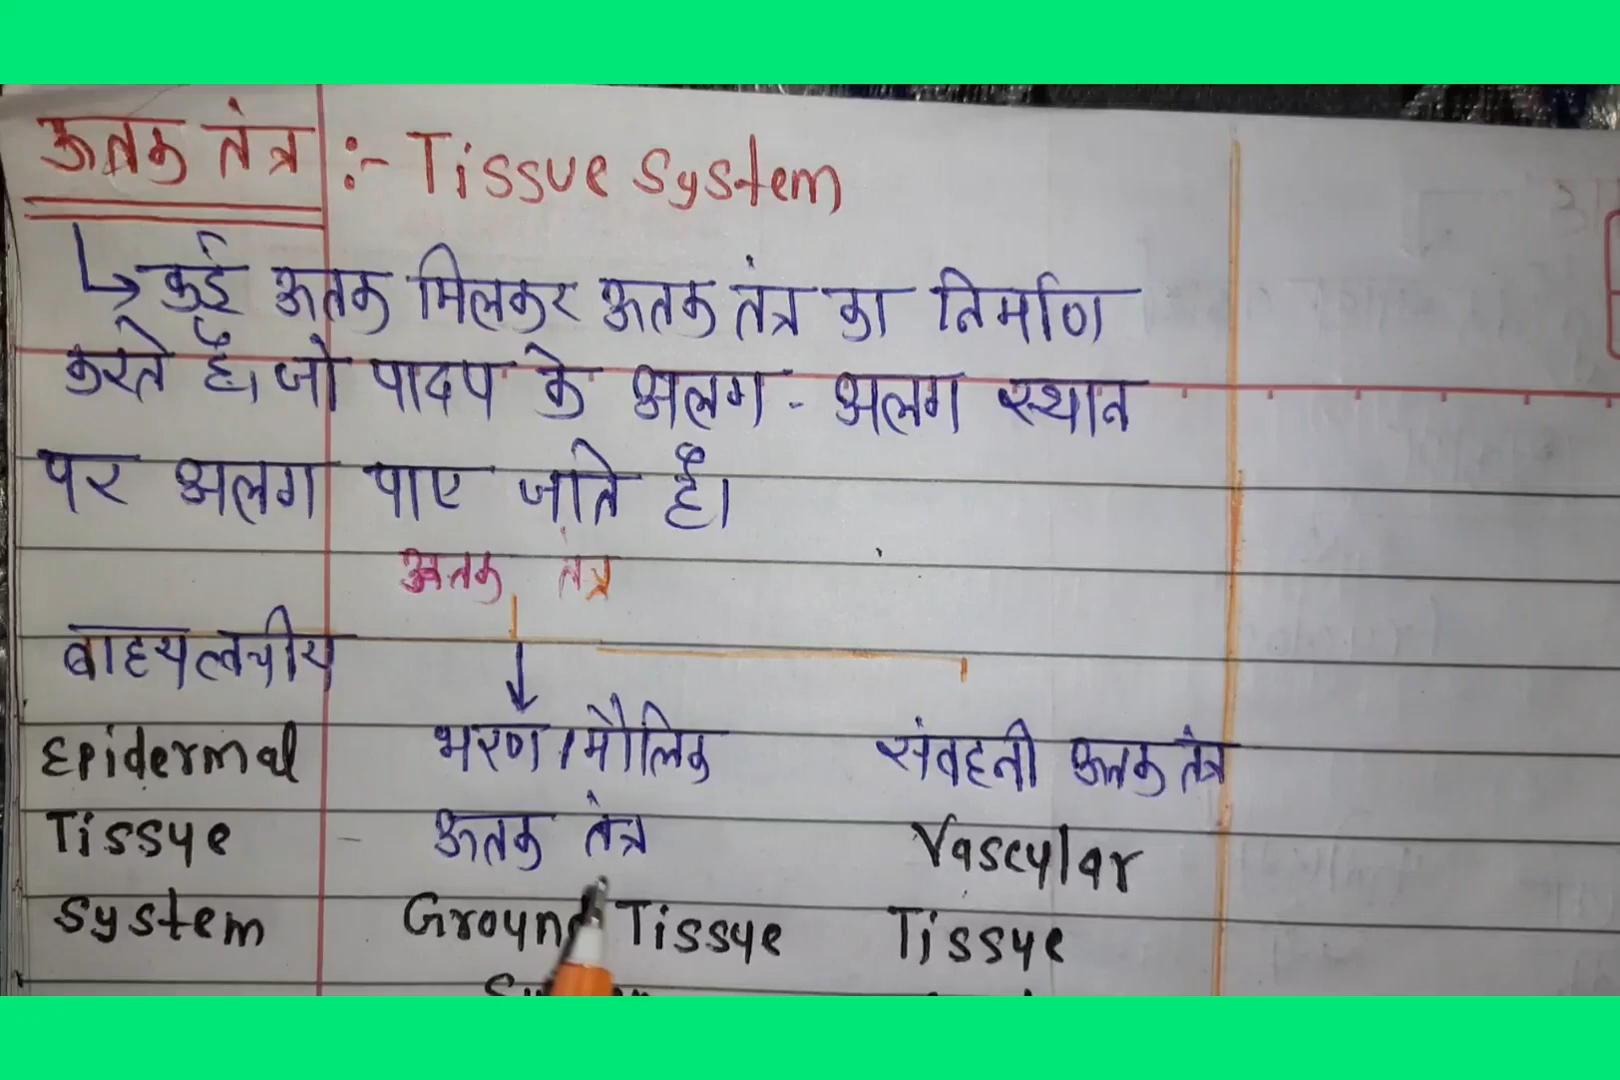 ऊतक तंत्र :- Tissue System
कई ऊतक मिलकर ऊतक तंत्र का निर्माण
करते है। जो पादप के अलग - अलग स्थान
पर अलग पाए जाते है।
ऊतक तंत्र
बाहयत्वचीय
भरण / मौलिक संवहनी ऊतक तंत्र
Epidermal
Tissue ऊतक तंत्र Vascular
System Ground Tissue Tissue